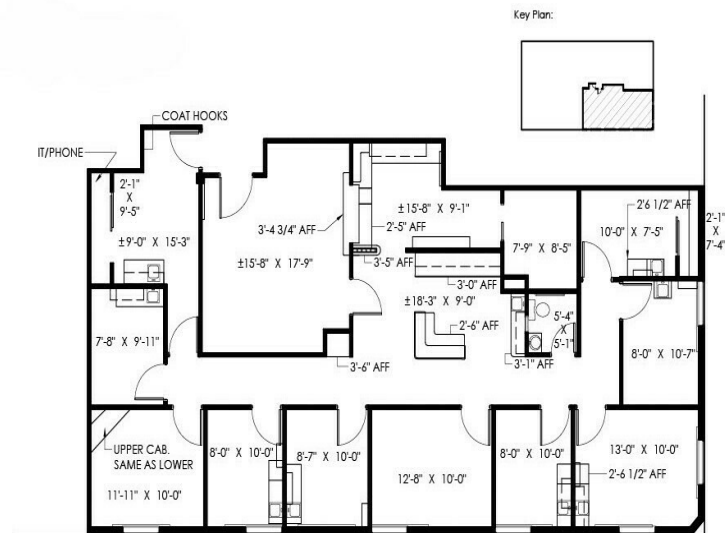 Key Plan:
COAT HOOKS
IT/PHONE
2'-1"
X
9'-5"
±9'-0" X 15'-3"
±15'-8" X 9'-1"
2'6 1/2" AFF
2'-1"
X
7'-4"
3'-4 3/4" AFF
2'-5" AFF
10'-0" X 7'-5"
7'-9" X 8'-5"
±15'-8" X 17'-9"
3'-5" AFF
3'-0" AFF
±18'-3" X 9'-0"
5'-4"
X
5'-1"
7'-8" X 9'-11"
2'-6" AFF
8'-0" X 10'-7"
3'-6" AFF
3'-1" AFF
UPPER CAB.
SAME AS LOWER
8'-0" X 10'-0"
8'-7" X 10'-0"
8'-0" X 10'-0"
13'-0" X 10'-0"
12'-8" X 10'-0"
2'-6 1/2" AFF
11'-11" X 10'-0"